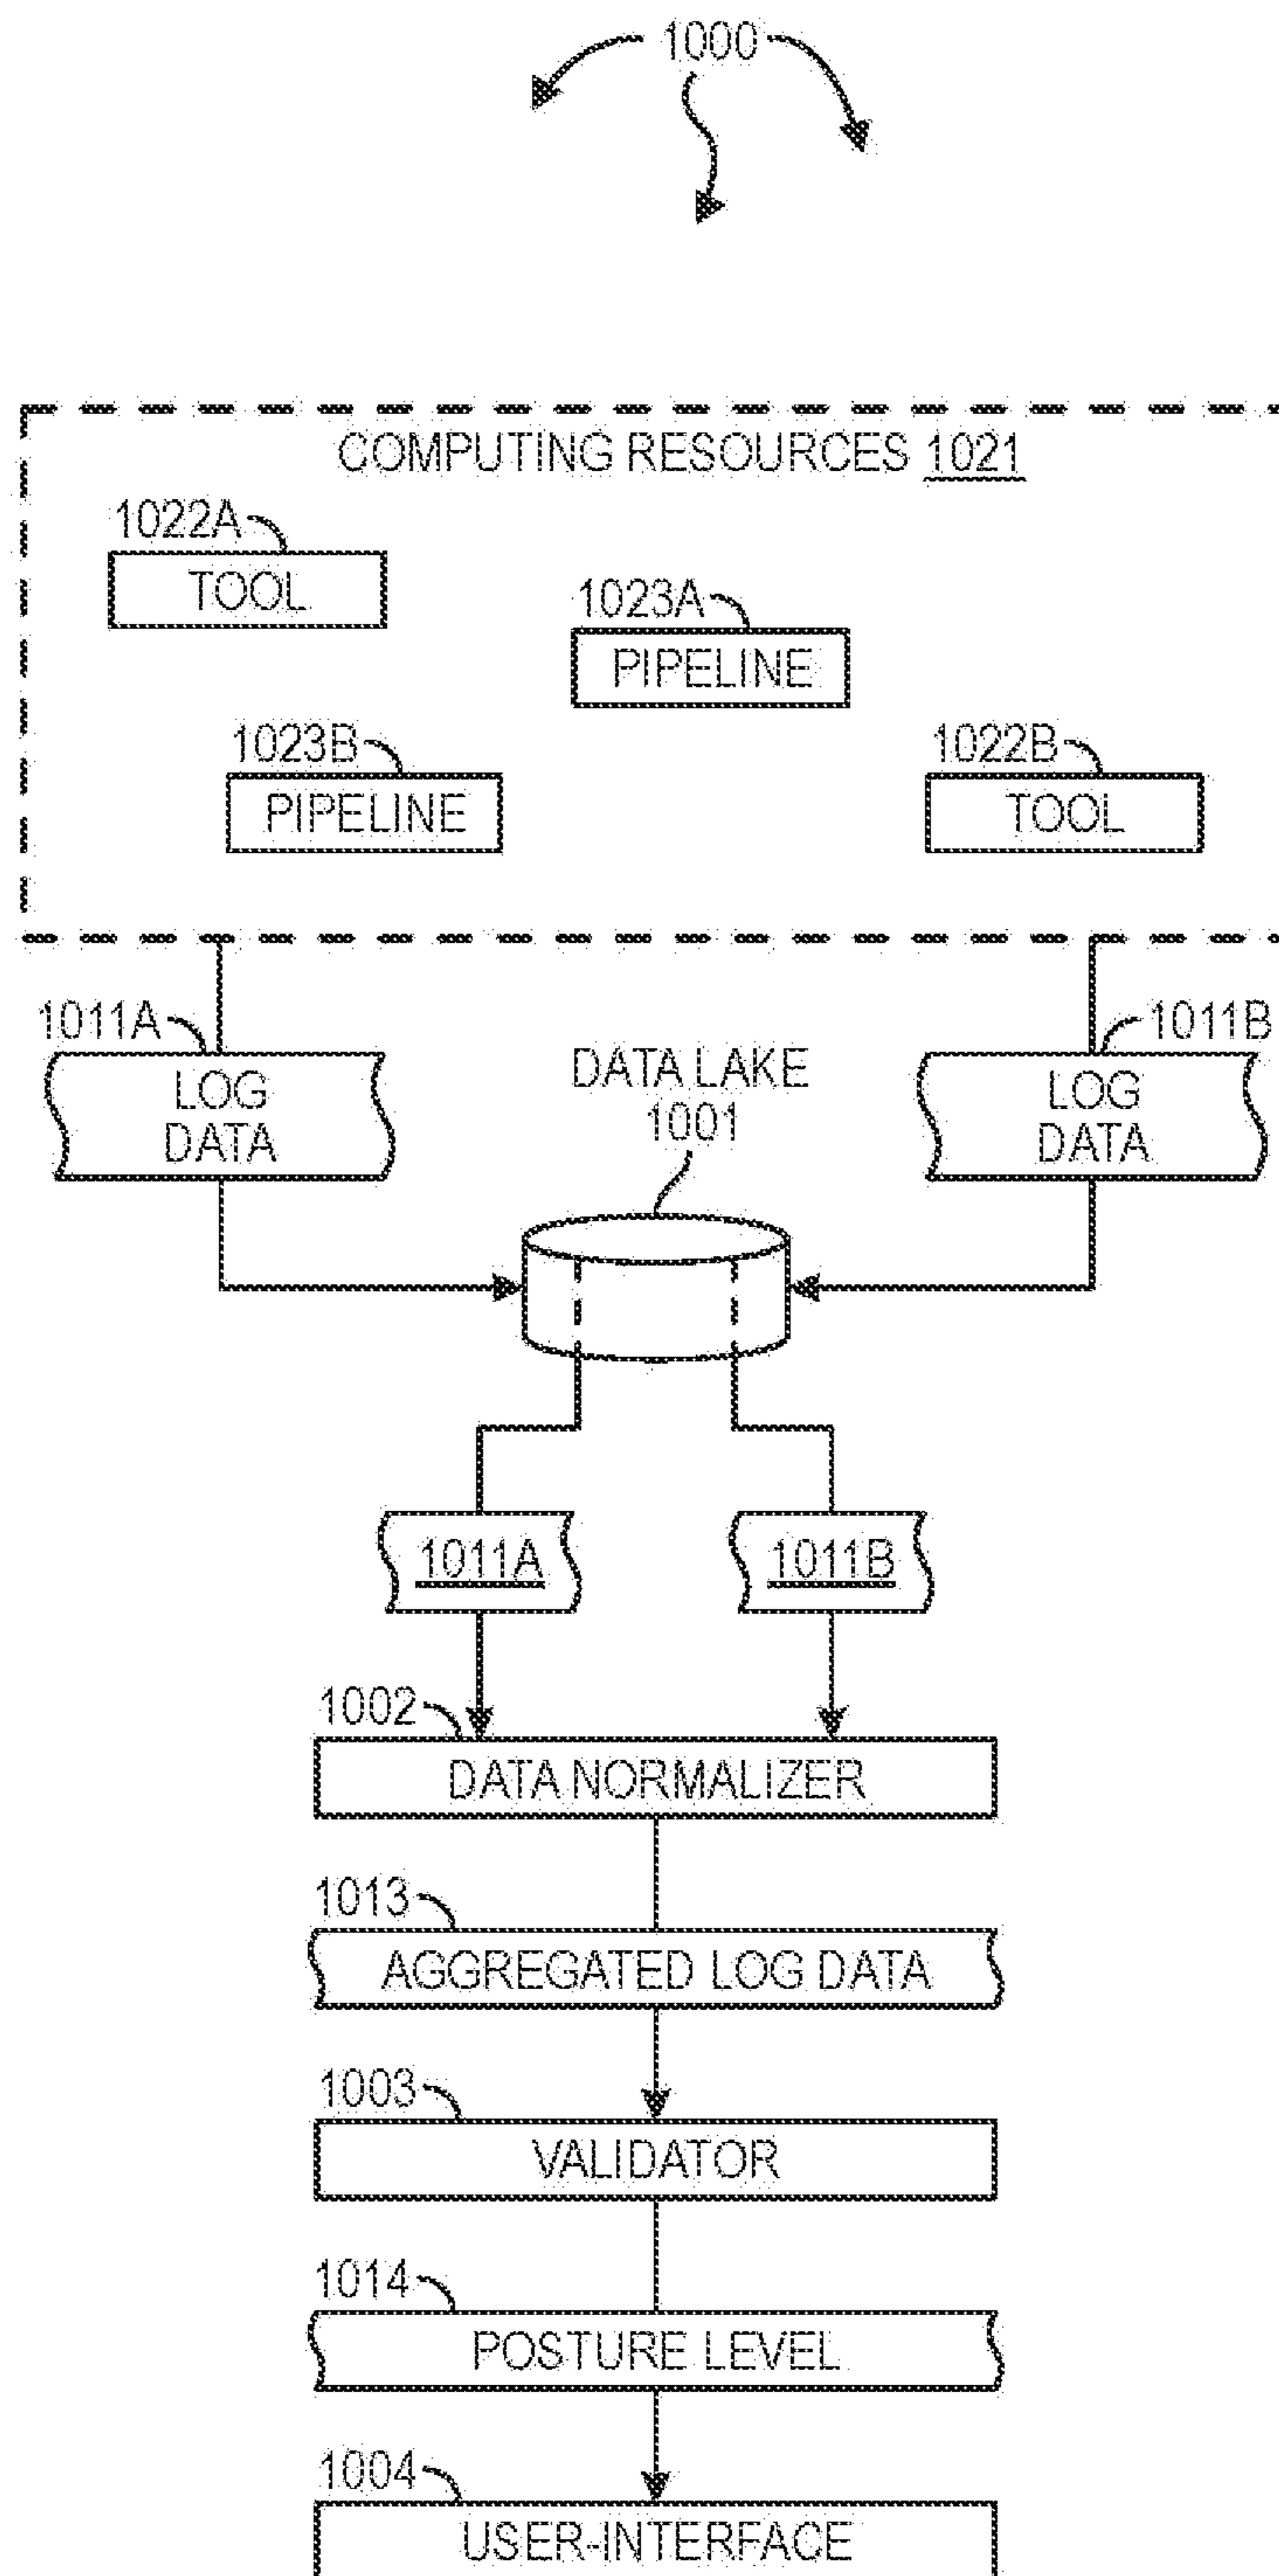 1000
COMPUTING RESOURCES 1021
1022A
TOOL
1023A
PIPELINE
1023B
PIPELINE
1022B
TOOL
1011A
LOG
DATA
DATA LAKE
1001
1011B
LOG
DATA
1011A
1011B
1002
DATA NORMALIZER
1013
AGGREGATED LOG DATA
1003
VALIDATOR
1014
POSTURE LEVEL
1004
USER-INTERFACE